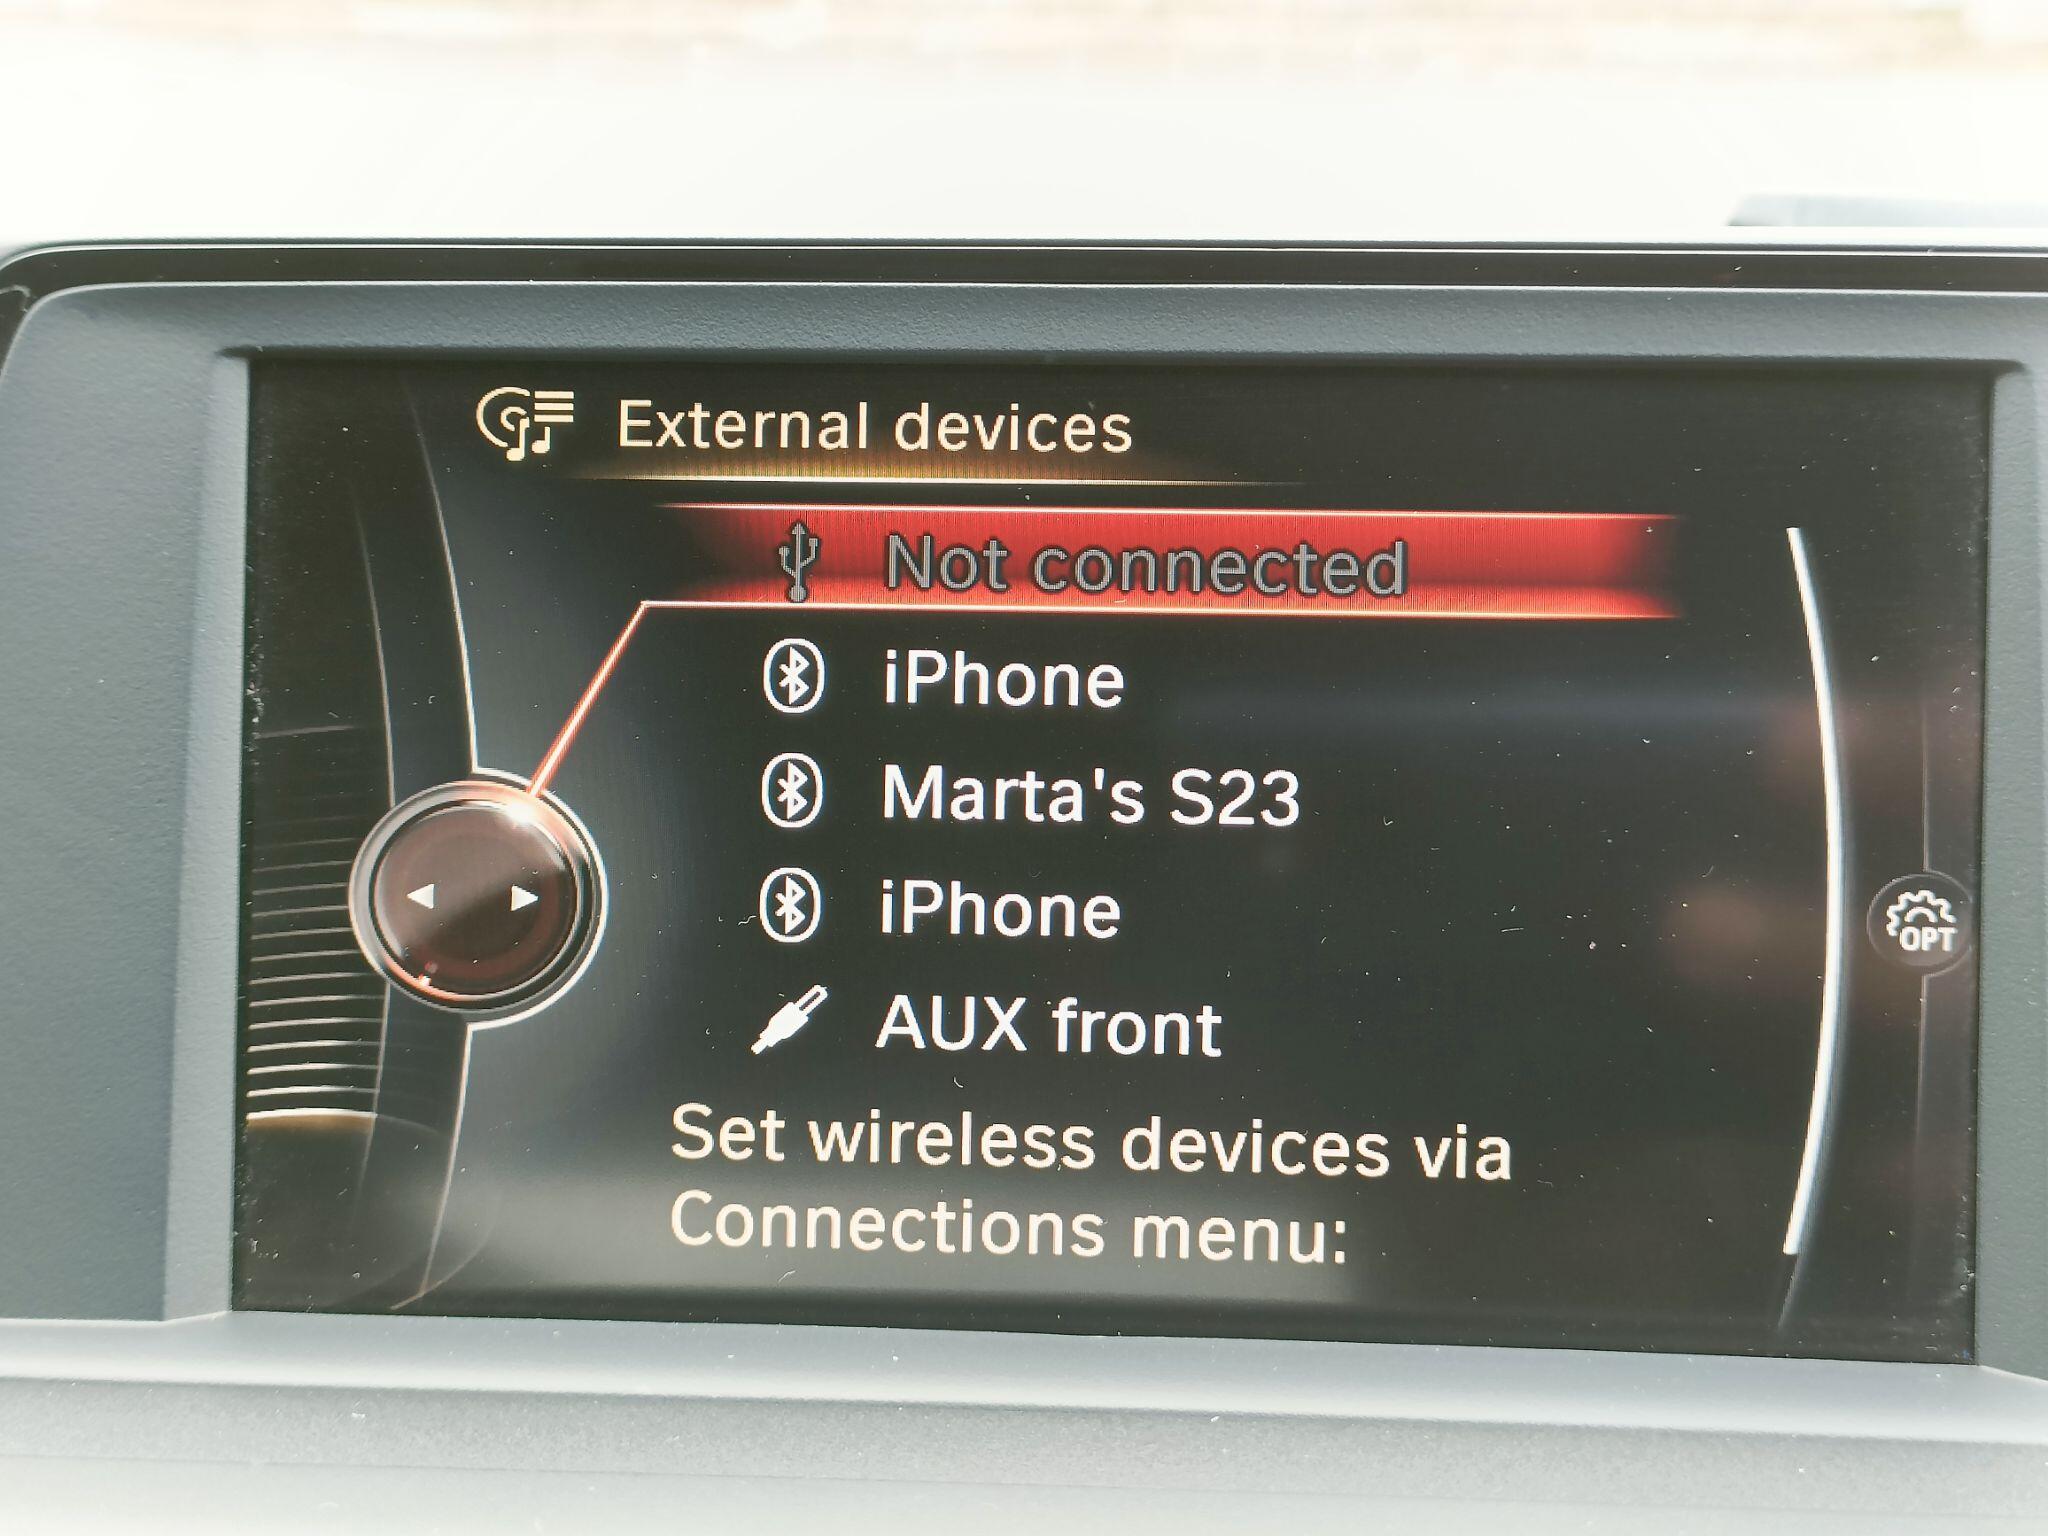 External devices
Not connected
iPhone
Marta's S23
iPhone
AUX front
OPT
Set wireless devices via
Connections menu: